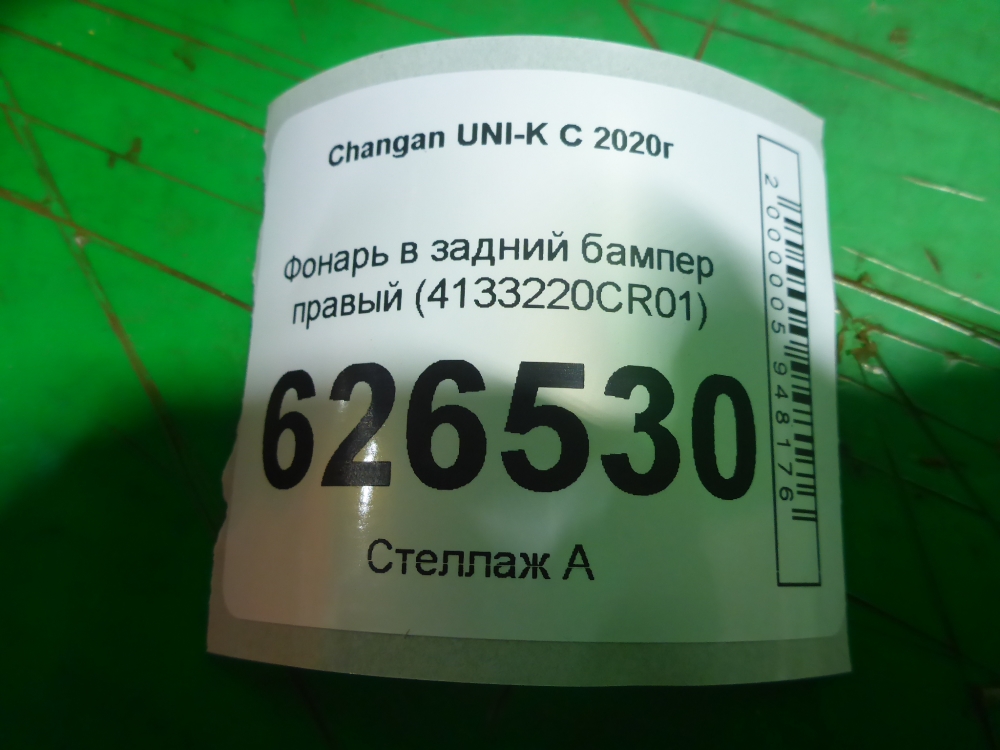 Changan UNI-K С 2020г
Фонарь в задний бампер
правый (4133220CR01)
626530
Стеллаж А
2000005948176